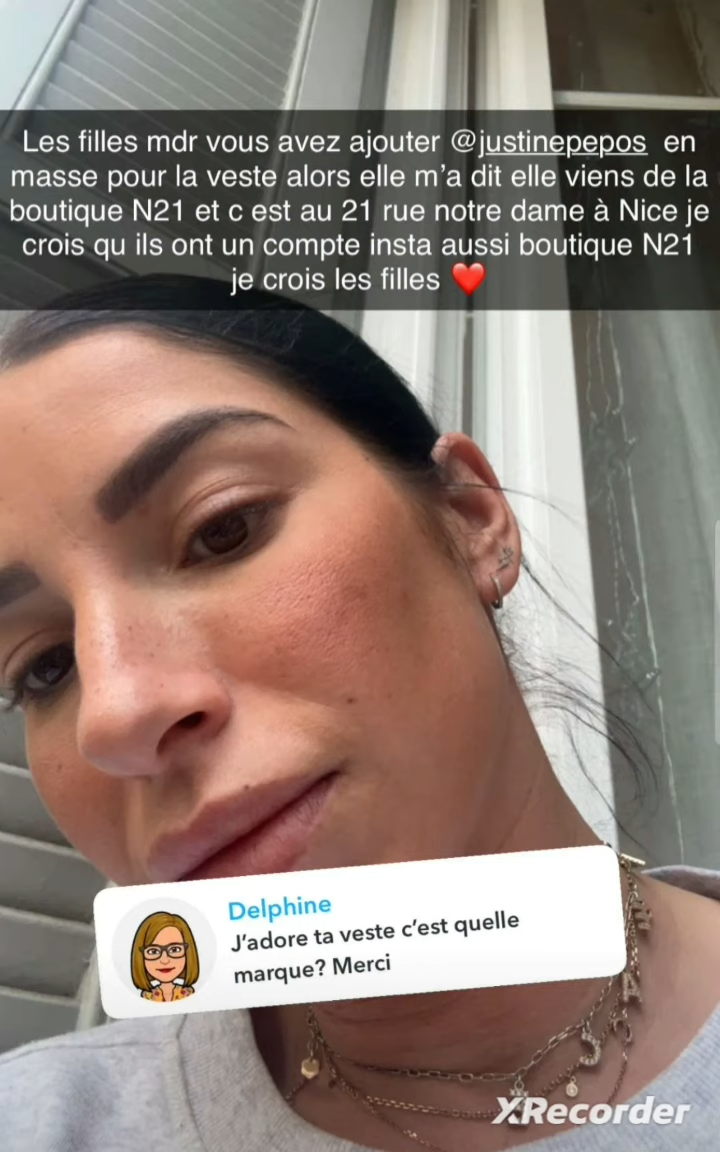 Les filles mdr vous avez ajouter @justinepepos en
masse pour la veste alors elle m'a dit elle viens de la
boutique N21 et c est au 21 rue notre dame à Nice je
crois qu ils ont un compte insta aussi boutique N21
je crois les filles ❤️
Delphine
J'adore ta veste c'est quelle
marque? Merci
XRecorder